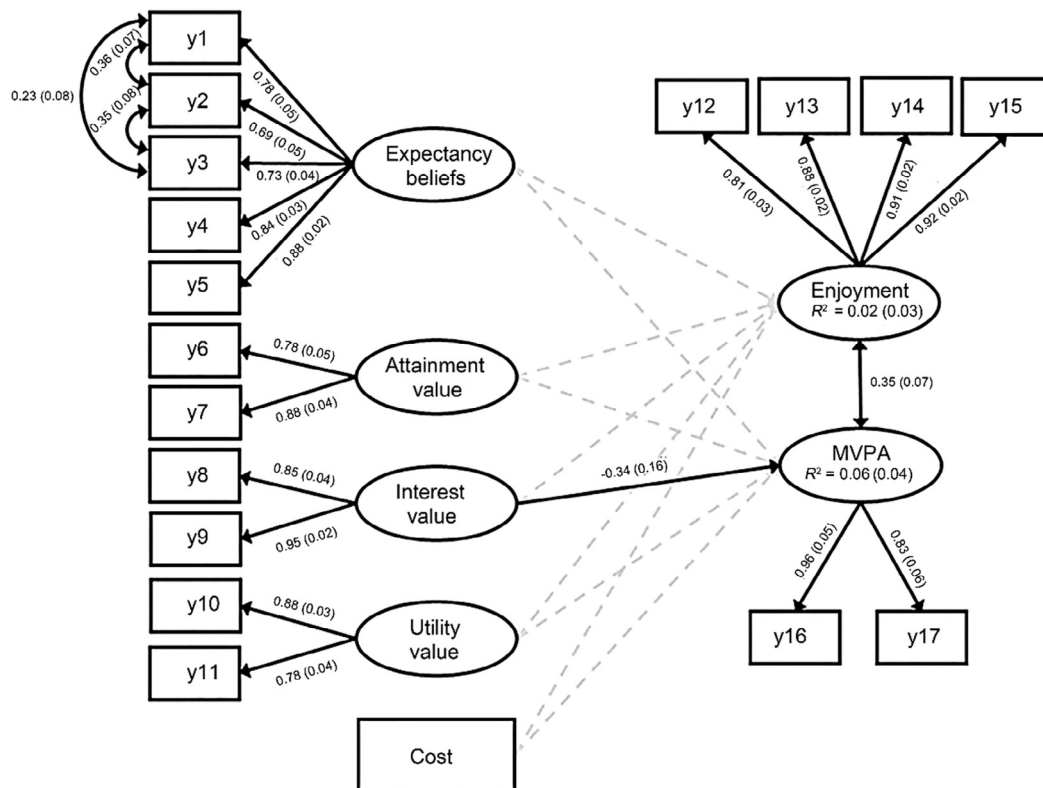 y1
0.36 (0.07)
0.23 (0.08)
y2
0.35 (0.08)
y3
y4
y5
0.78 (0.05)
0.69 (0.05)
0.73 (0.04)
0.84 (0.03)
0.88 (0.02)
Expectancy
beliefs
y6
y7
0.78 (0.05)
0.88 (0.04)
Attainment
value
y8
y9
0.85 (0.04)
0.95 (0.02)
Interest
value
-0.34 (0.16)
y10
y11
0.88 (0.03)
0.78 (0.04)
Utility
value
Cost
y12
y13
y14
y15
0.81 (0.03)
0.88 (0.02)
0.91 (0.02)
0.92 (0.02)
Enjoyment
R² = 0.02 (0.03)
0.35 (0.07)
MVPA
R² = 0.06 (0.04)
0.96 (0.05)
0.83 (0.06)
y16
y17